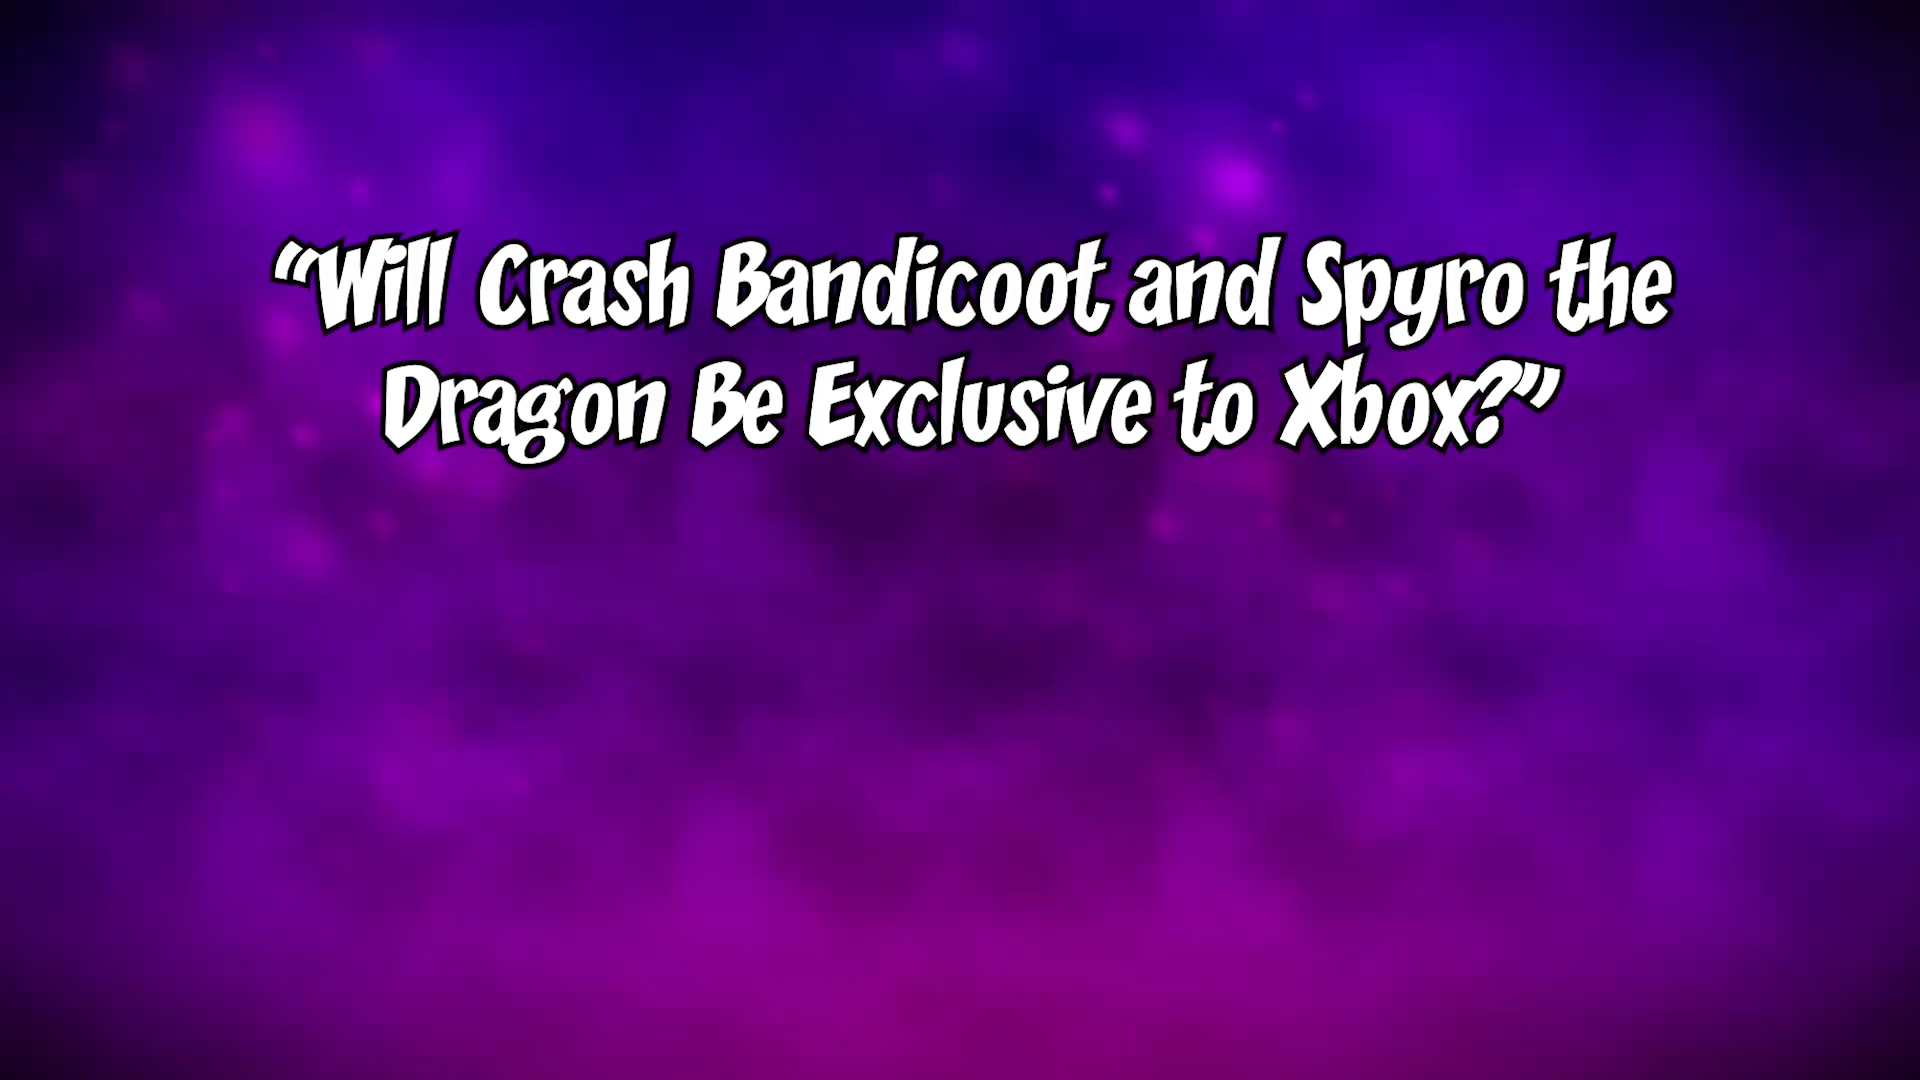 “Will Crash Bandicoot and Spyro the
Dragon Be Exclusive to Xbox?”